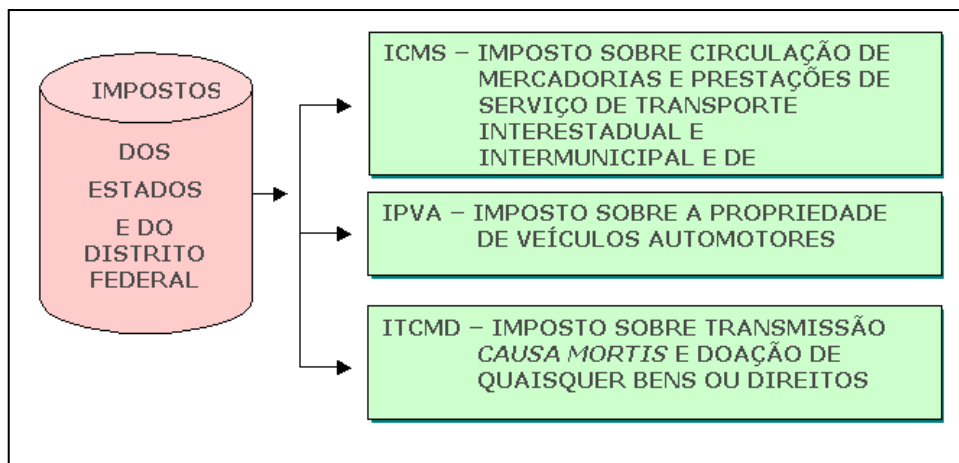 IMPOSTOS
DOS
ESTADOS
E DO
DISTRITO
FEDERAL
ICMS – IMPOSTO SOBRE CIRCULAÇÃO DE
MERCADORIAS E PRESTAÇÕES DE
SERVIÇO DE TRANSPORTE
INTERESTADUAL E
INTERMUNICIPAL E DE
IPVA – IMPOSTO SOBRE A PROPRIEDADE
DE VEÍCULOS AUTOMOTORES
ITCMD – IMPOSTO SOBRE TRANSMISSÃO
CAUSA MORTIS E DOAÇÃO DE
QUAISQUER BENS OU DIREITOS